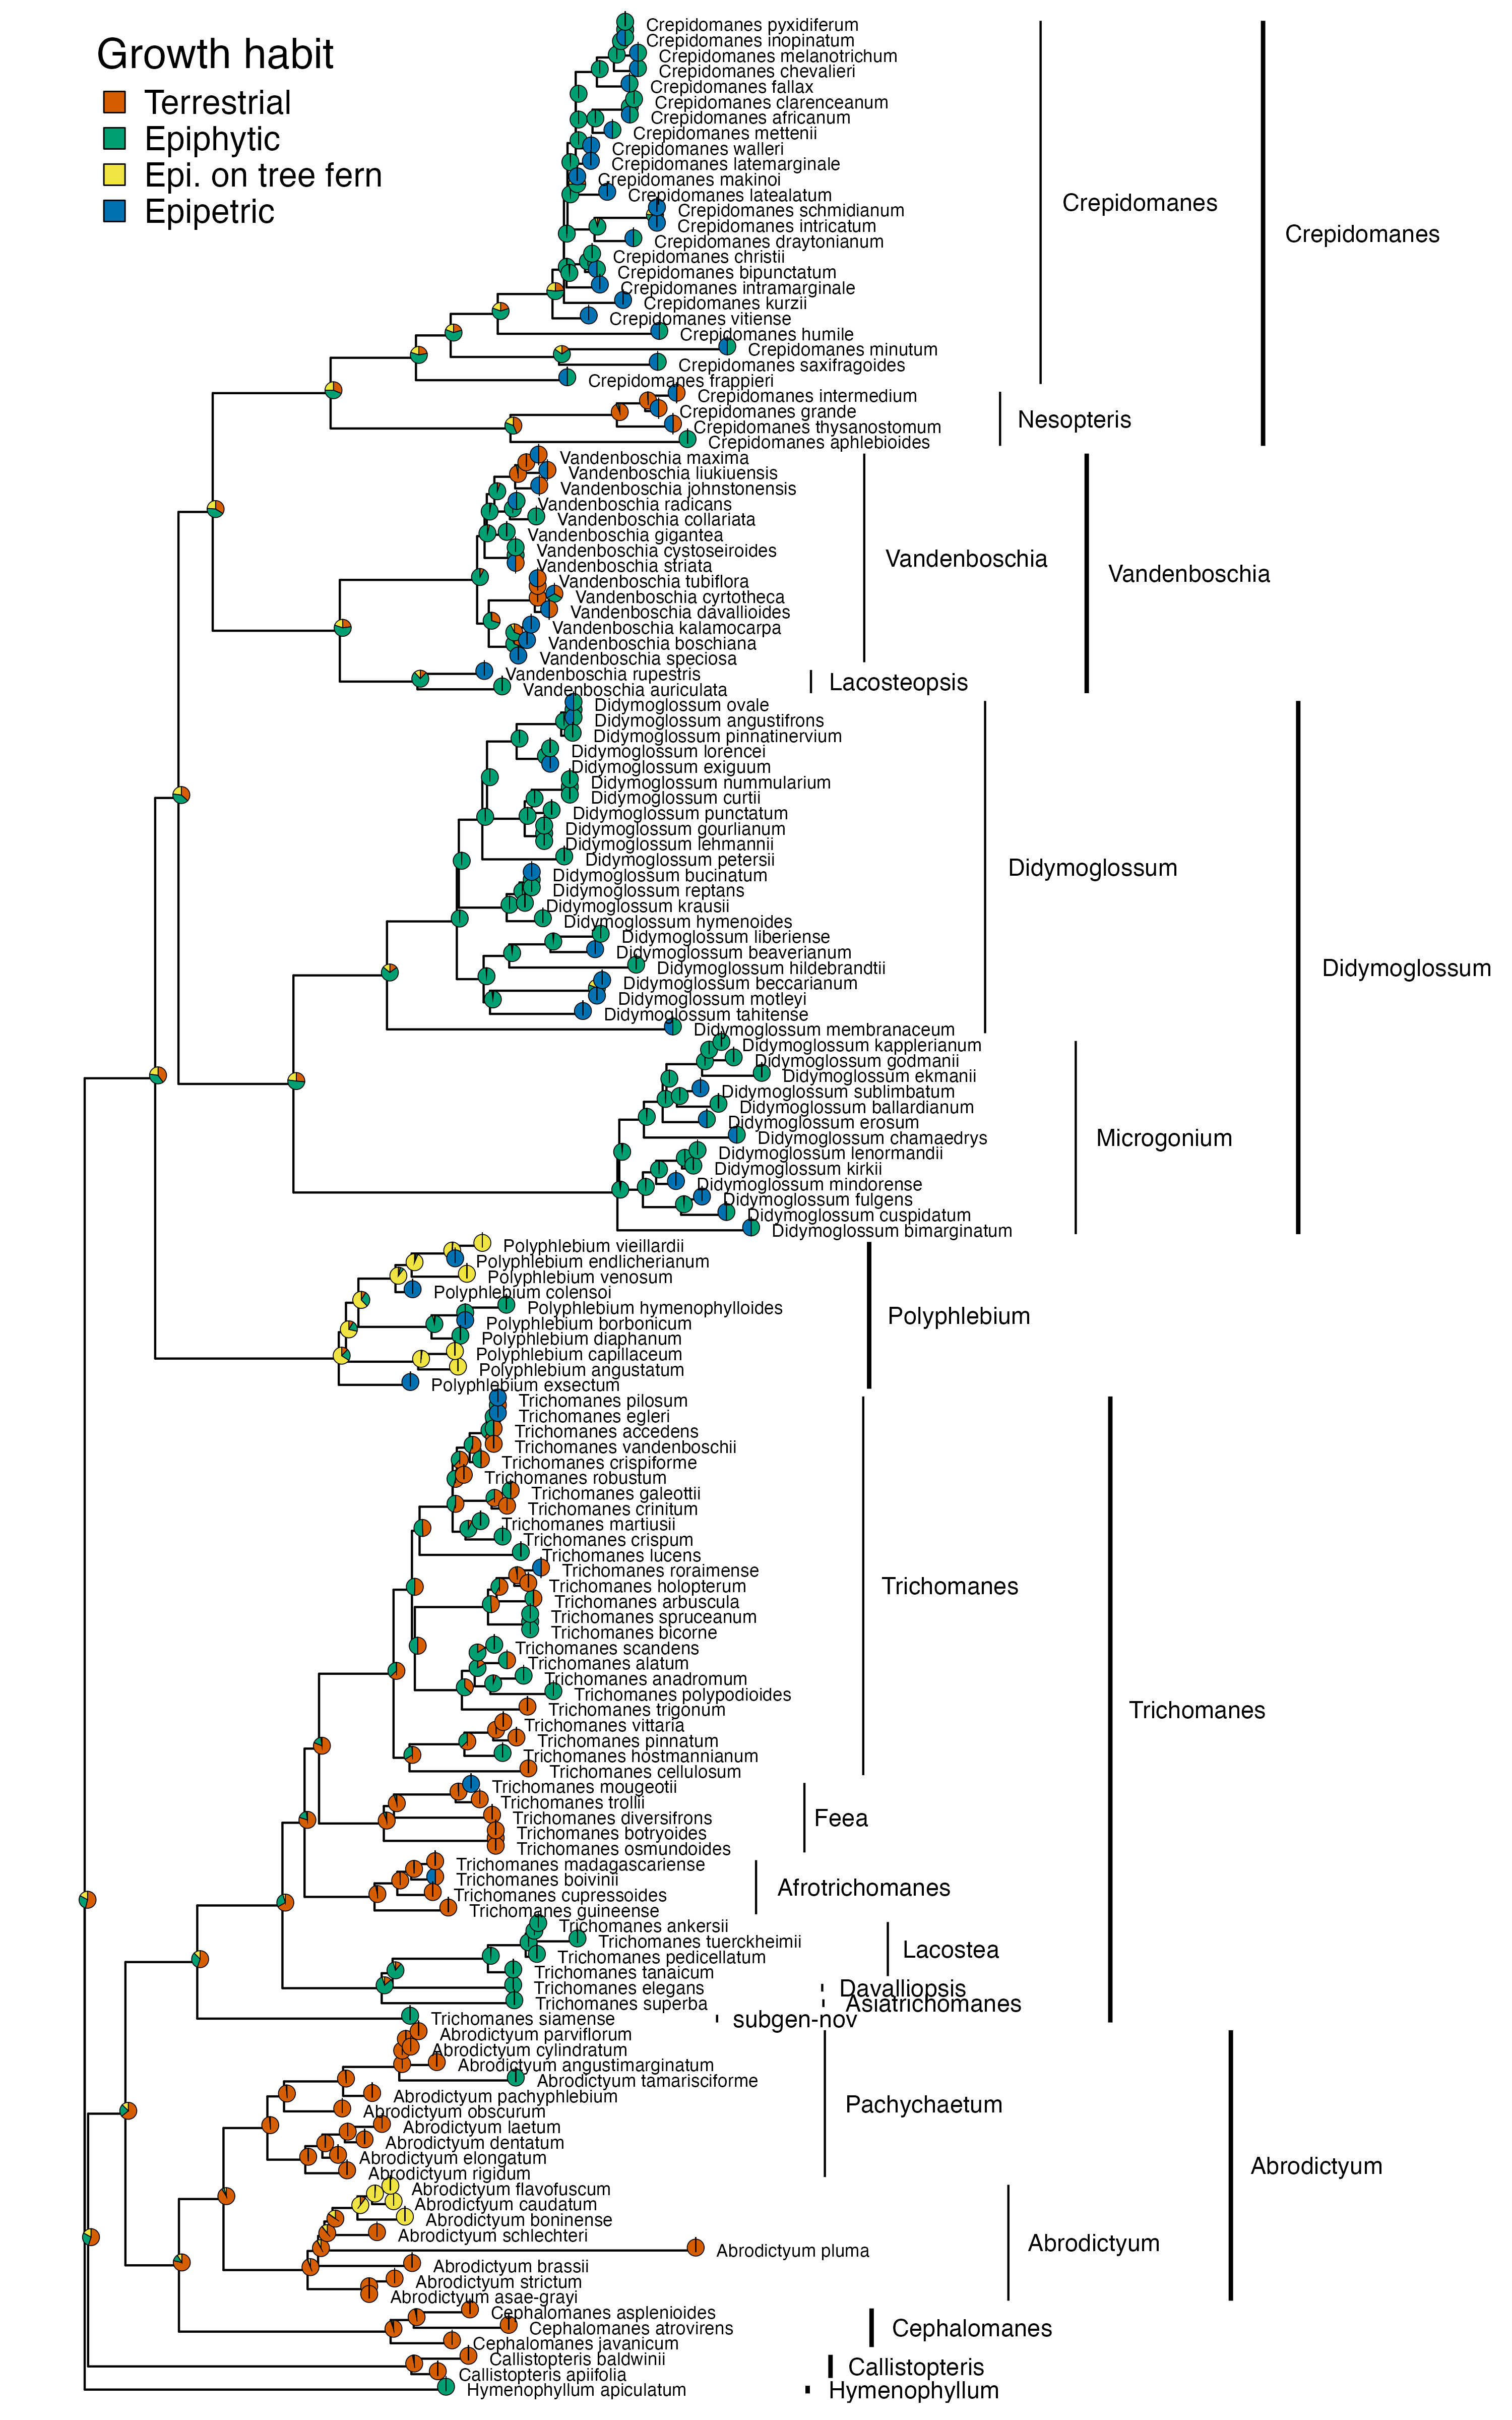 Growth habit
Terrestrial
Epiphytic
Epi. on tree fern
Epipetric
Crepidomanes pyxidiferum
Crepidomanes inopinatum
Crepidomanes melanotrichum
Crepidomanes chevalieri
Crepidomanes fallax
Crepidomanes clarenceanum
Crepidomanes africanum
Crepidomanes mettenii
Crepidomanes walleri
Crepidomanes latemarginale
Crepidomanes makinoi
Crepidomanes latealatum
Crepidomanes schmidianum
Crepidomanes intricatum
Crepidomanes draytonianum
Crepidomanes christii
Crepidomanes bipunctatum
Crepidomanes intramarginale
Crepidomanes kurzii
Crepidomanes vitiense
Crepidomanes humile
Crepidomanes minutum
Crepidomanes saxifragoides
Crepidomanes frappieri
Crepidomanes intermedium
Crepidomanes grande
Crepidomanes thysanostomum
Crepidomanes aphlebioides
Vandenboschia maxima
Vandenboschia liukiuensis
Vandenboschia johnstonensis
Vandenboschia radicans
Vandenboschia collariata
Vandenboschia gigantea
Vandenboschia cystoseiroides
Vandenboschia striata
Vandenboschia tubiflora
Vandenboschia cyrtotheca
Vandenboschia davallioides
Vandenboschia kalamocarpa
Vandenboschia boschiana
Vandenboschia speciosa
Vandenboschia rupestris
Vandenboschia auriculata
Didymoglossum ovale
Didymoglossum angustifrons
Didymoglossum pinnatinervium
Didymoglossum lorencei
Didymoglossum exiguum
Didymoglossum nummularium
Didymoglossum curtii
Didymoglossum punctatum
Didymoglossum gourlianum
Didymoglossum lehmannii
Didymoglossum petersii
Didymoglossum bucinatum
Didymoglossum reptans
Didymoglossum krausii
Didymoglossum hymenoides
Didymoglossum liberiense
Didymoglossum beaverianum
Didymoglossum hildebrandtii
Didymoglossum beccarianum
Didymoglossum motleyi
Didymoglossum tahitense
Didymoglossum membranaceum
Didymoglossum kapplerianum
Didymoglossum godmanii
Didymoglossum ekmanii
Didymoglossum sublimbatum
Didymoglossum ballardianum
Didymoglossum erosum
Didymoglossum chamaedrys
Didymoglossum lenormandii
Didymoglossum kirkii
Didymoglossum mindorense
Didymoglossum fulgens
Didymoglossum cuspidatum
Didymoglossum bimarginatum
Polyphlebium vieillardii
Polyphlebium endlicherianum
Polyphlebium venosum
Polyphlebium colensoi
Polyphlebium hymenophylloides
Polyphlebium borbonicum
Polyphlebium diaphanum
Polyphlebium capillaceum
Polyphlebium angustatum
Polyphlebium exsectum
Trichomanes pilosum
Trichomanes egleri
Trichomanes accedens
Trichomanes vandenboschii
Trichomanes crispiforme
Trichomanes robustum
Trichomanes galeottii
Trichomanes crinitum
Trichomanes martiusii
Trichomanes crispum
Trichomanes lucens
Trichomanes roraimense
Trichomanes holopterum
Trichomanes arbuscula
Trichomanes spruceanum
Trichomanes bicorne
Trichomanes scandens
Trichomanes alatum
Trichomanes anadromum
Trichomanes polypodioides
Trichomanes trigonum
Trichomanes vittaria
Trichomanes pinnatum
Trichomanes hostmannianum
Trichomanes cellulosum
Trichomanes mougeotii
Trichomanes trollii
Trichomanes diversifrons
Trichomanes botryoides
Trichomanes osmundoides
Trichomanes madagascariense
Trichomanes boivinii
Trichomanes cupressoides
Trichomanes guineense
Trichomanes ankersii
Trichomanes tuerckheimii
Trichomanes pedicellatum
Trichomanes tanaicum
Trichomanes elegans
Trichomanes superba
Trichomanes siamense
Abrodictyum parviflorum
Abrodictyum cylindratum
Abrodictyum angustimarginatum
Abrodictyum tamarisciforme
Abrodictyum pachyphlebium
Abrodictyum obscurum
Abrodictyum laetum
Abrodictyum dentatum
Abrodictyum elongatum
Abrodictyum rigidum
Abrodictyum flavofuscum
Abrodictyum caudatum
Abrodictyum boninense
Abrodictyum schlechteri
Abrodictyum pluma
Abrodictyum brassii
Abrodictyum strictum
Abrodictyum asae-grayi
Cephalomanes asplenioides
Cephalomanes atrovirens
Cephalomanes javanicum
Callistopteris baldwinii
Callistopteris apiifolia
Hymenophyllum apiculatum
Crepidomanes
Nesopteris
Vandenboschia
Lacosteopsis
Didymoglossum
Microgonium
Trichomanes
Feea
Afrotrichomanes
Lacostea
Davalliopsis
Asiatrichomanes
subgen-nov
Pachychaetum
Abrodictyum
Crepidomanes
Vandenboschia
Didymoglossum
Polyphlebium
Trichomanes
Abrodictyum
Cephalomanes
Callistopteris
Hymenophyllum